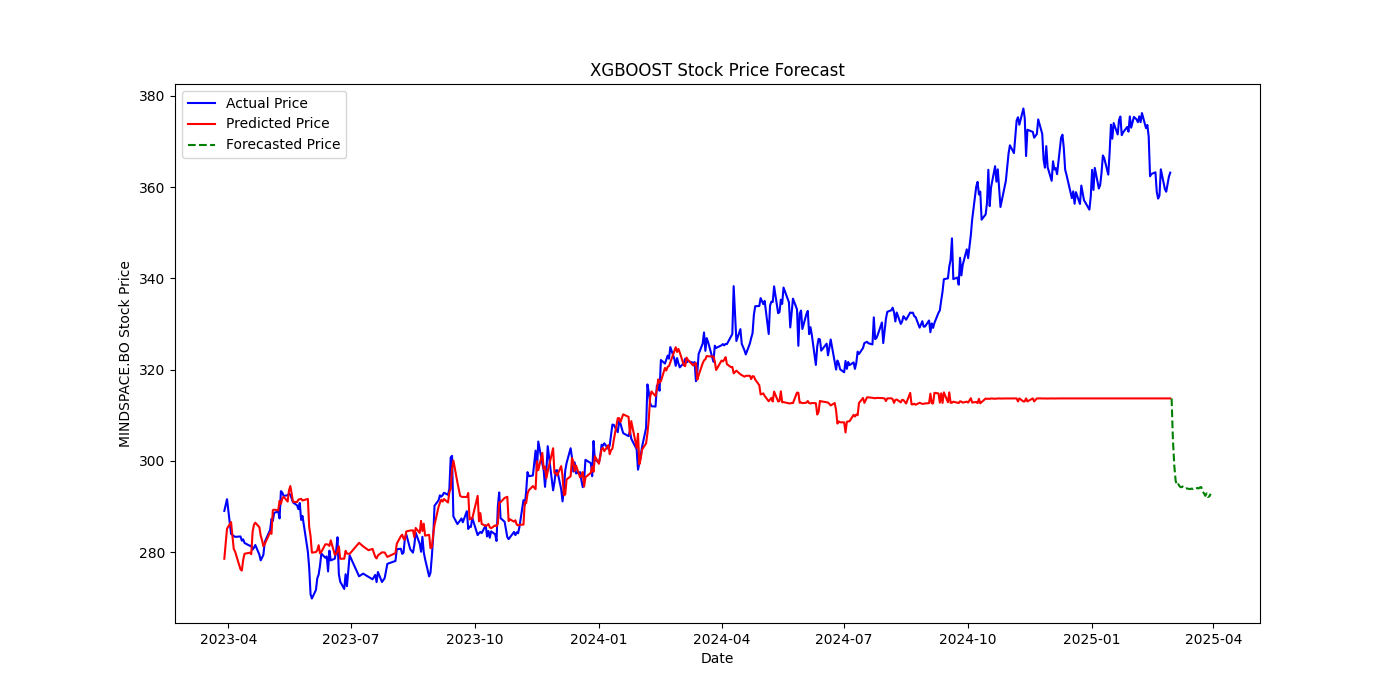 XGBOOST Stock Price Forecast
Actual Price
Predicted Price
Forecasted Price
MINDSPACE.BO Stock Price
380
360
340
320
300
280
2023-04
2023-07
2023-10
2024-01
2024-04
2024-07
2024-10
2025-01
2025-04
Date